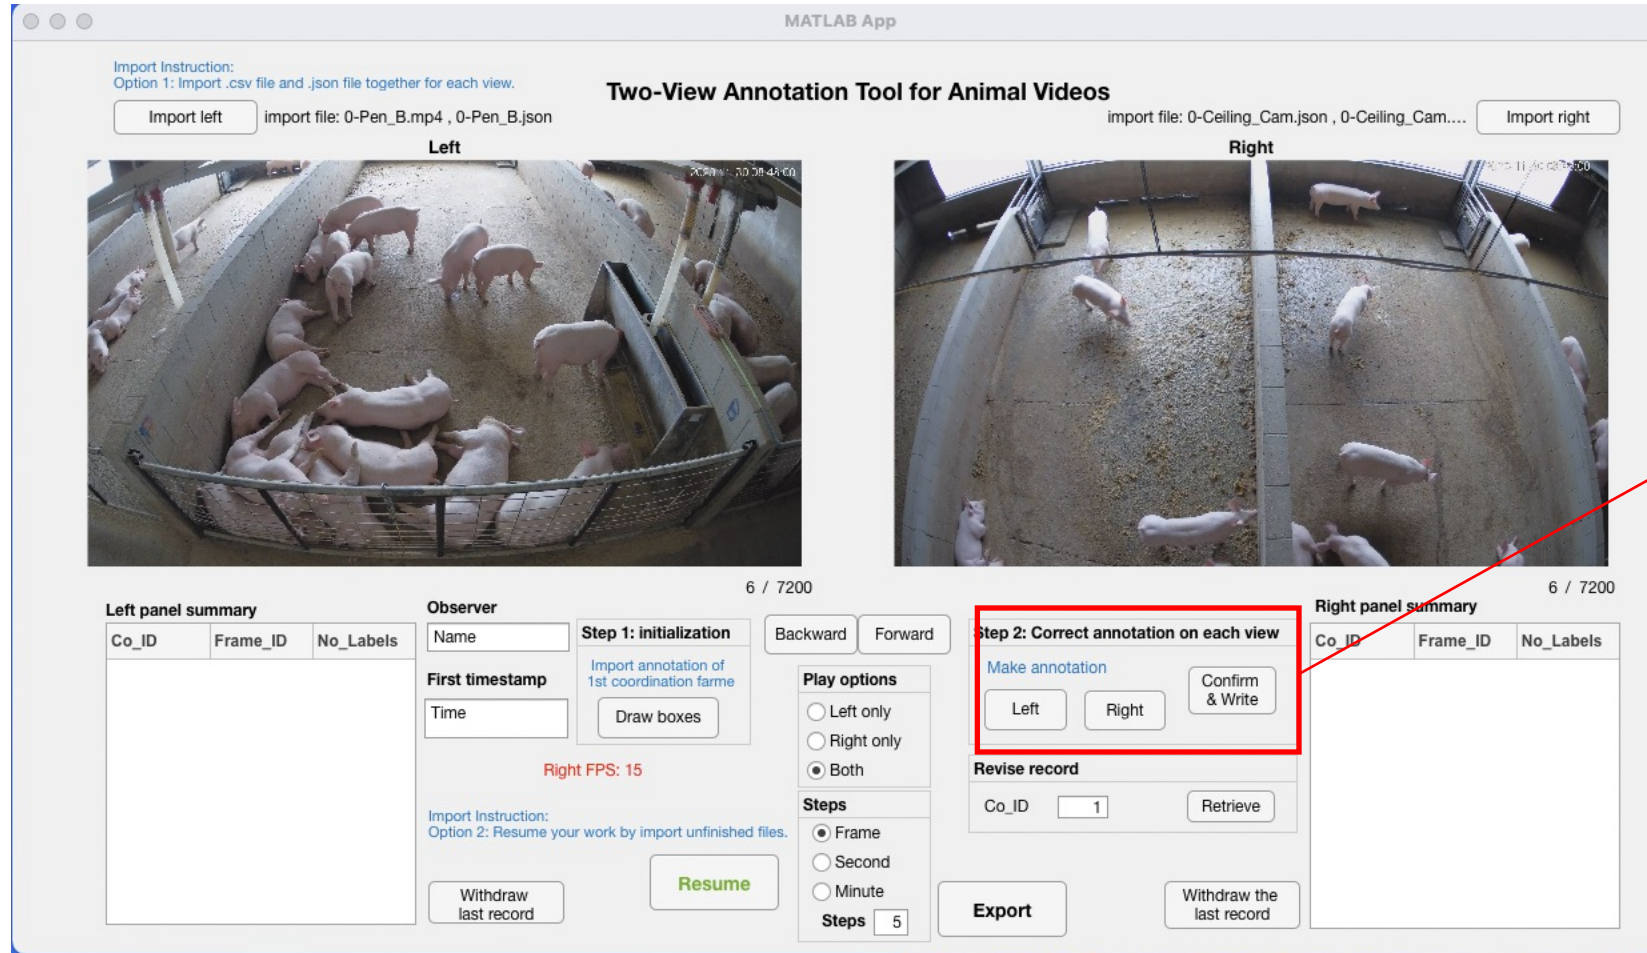 MATLAB App
Import Instruction:
Option 1: Import .csv file and .json file together for each view.
Two-View Annotation Tool for Animal Videos
Import left
import file: 0-Pen_B.mp4 , 0-Pen_B.json
import file: 0-Ceiling_Cam.json , 0-Ceiling_Cam....
Import right
Left
Right
6 / 7200
6 / 7200
Left panel summary
Co_ID Frame_ID No_Labels
Observer
Name
First timestamp
Time
Step 1: initialization
Import annotation of
1st coordination farme
Draw boxes
Right FPS: 15
Import Instruction:
Option 2: Resume your work by import unfinished files.
Withdraw
last record
Resume
Backward
Forward
Play options
Left only
Right only
Both
Steps
Frame
Second
Minute
Steps 5
Step 2: Correct annotation on each view
Make annotation
Left
Right
Confirm
& Write
Revise record
Co_ID 1
Retrieve
Export
Withdraw the
last record
Right panel summary
Co_ID Frame_ID No_Labels